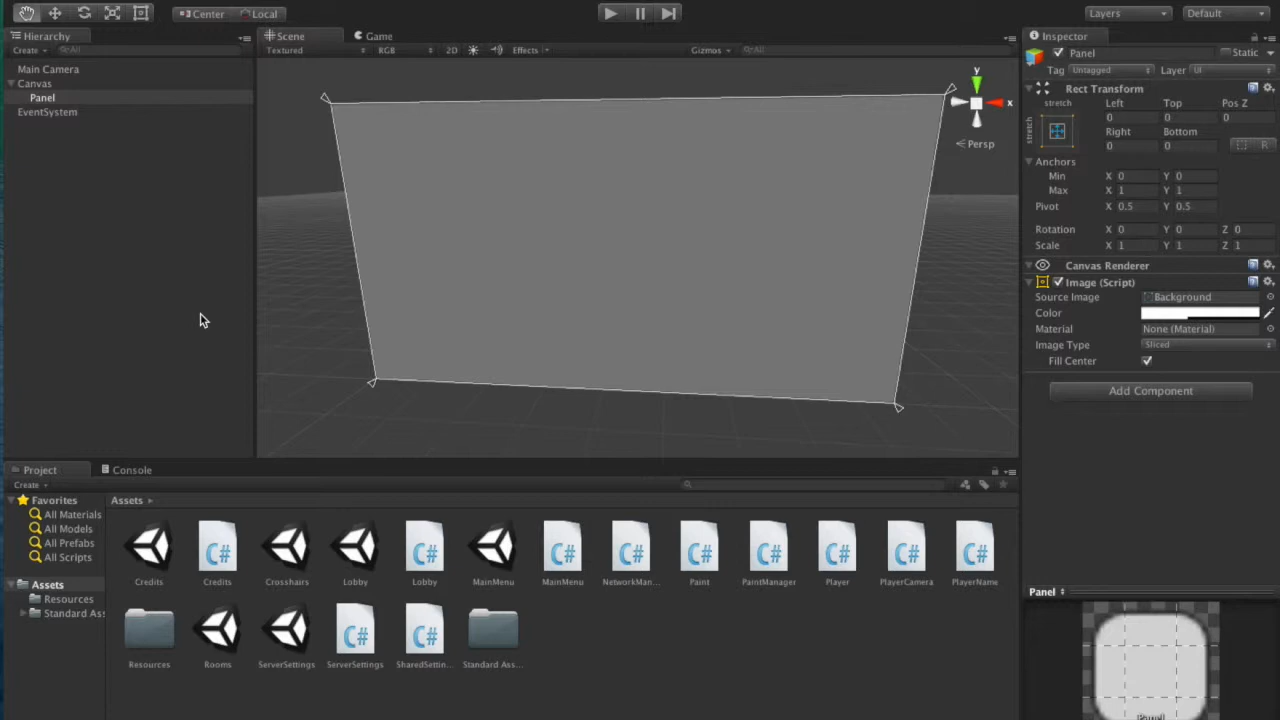 Center Local Layers Default
Hierarchy Scene Game Inspector
Create All Textured RGB 2D Effects Gizmos All Panel Static
Main Camera
Canvas
Panel
EventSystem
y
x
Persp
Tag Untagged Layer UI
Rect Transform
stretch Left Top Pos Z
stretch 0 0 0
Right Bottom
0 0 R
Anchors
Min X 0 Y 0
Max X 1 Y 1
Pivot X 0.5 Y 0.5
Rotation X 0 Y 0 Z 0
Scale X 1 Y 1 Z 1
Canvas Renderer
Image (Script)
Source Image Background
Color
Material None (Material)
Image Type Sliced
Fill Center
Add Component
Project Console
Create
Favorites Assets
All Materials
All Models
All Prefabs
All Scripts
Assets
Resources
Standard Ass
C# C# C# C# C# C# C# C# C#
Credits Credits Crosshairs Lobby Lobby MainMenu MainMenu NetworkMan... Paint PaintManager Player PlayerCamera PlayerName
C# C#
Resources Rooms ServerSettings ServerSettings SharedSettin... Standard Ass...
Panel
Panel